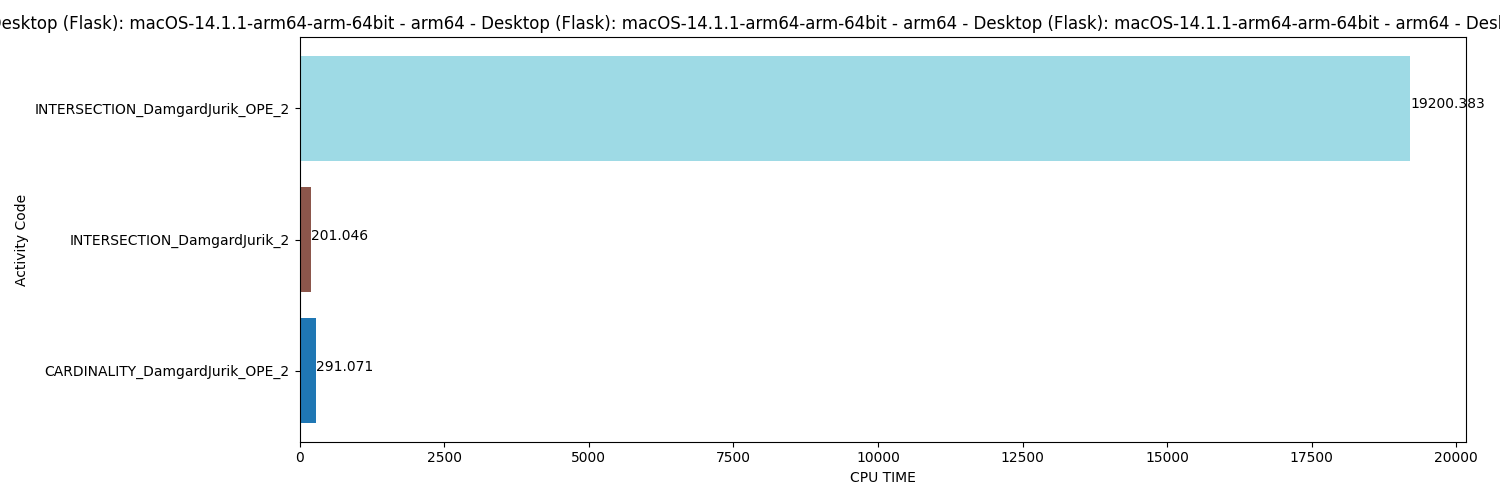 Desktop (Flask): macOS-14.1.1-arm64-arm-64bit - arm64 - Desktop (Flask): macOS-14.1.1-arm64-arm-64bit - arm64 - Desktop (Flask): macOS-14.1.1-arm64-arm-64bit - arm64 - Desk
INTERSECTION_DamgardJurik_OPE_2
19200.383
INTERSECTION_DamgardJurik_2
201.046
CARDINALITY_DamgardJurik_OPE_2
291.071
Activity Code
0 2500 5000 7500 10000 12500 15000 17500 20000
CPU TIME